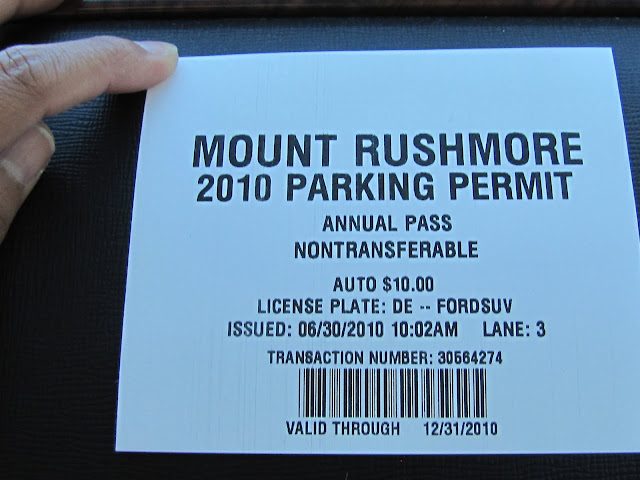 MOUNT RUSHMORE
2010 PARKING PERMIT
ANNUAL PASS
NONTRANSFERABLE
AUTO $10.00
LICENSE PLATE: DE -- FORDSUV
ISSUED: 06/30/2010 10:02AM LANE: 3
TRANSACTION NUMBER: 30564274
VALID THROUGH 12/31/2010